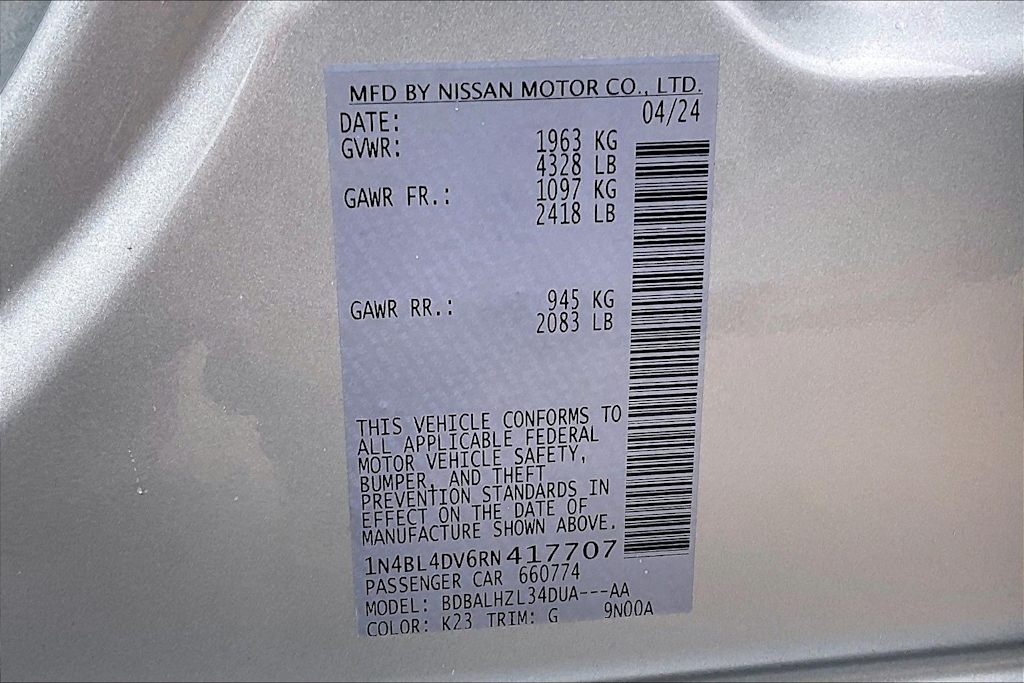 MFD BY NISSAN MOTOR CO., LTD.
DATE: 04/24
GVWR: 1963 KG
4328 LB
GAWR FR.: 1097 KG
2418 LB
GAWR RR.: 945 KG
2083 LB
THIS VEHICLE CONFORMS TO
ALL APPLICABLE FEDERAL
MOTOR VEHICLE SAFETY,
BUMPER, AND THEFT
PREVENTION STANDARDS IN
EFFECT ON THE DATE OF
MANUFACTURE SHOWN ABOVE.
1N4BL4DV6RN417707
PASSENGER CAR 660774
MODEL: BDBALHZL34DUA---AA
COLOR: K23 TRIM: G 9N00A